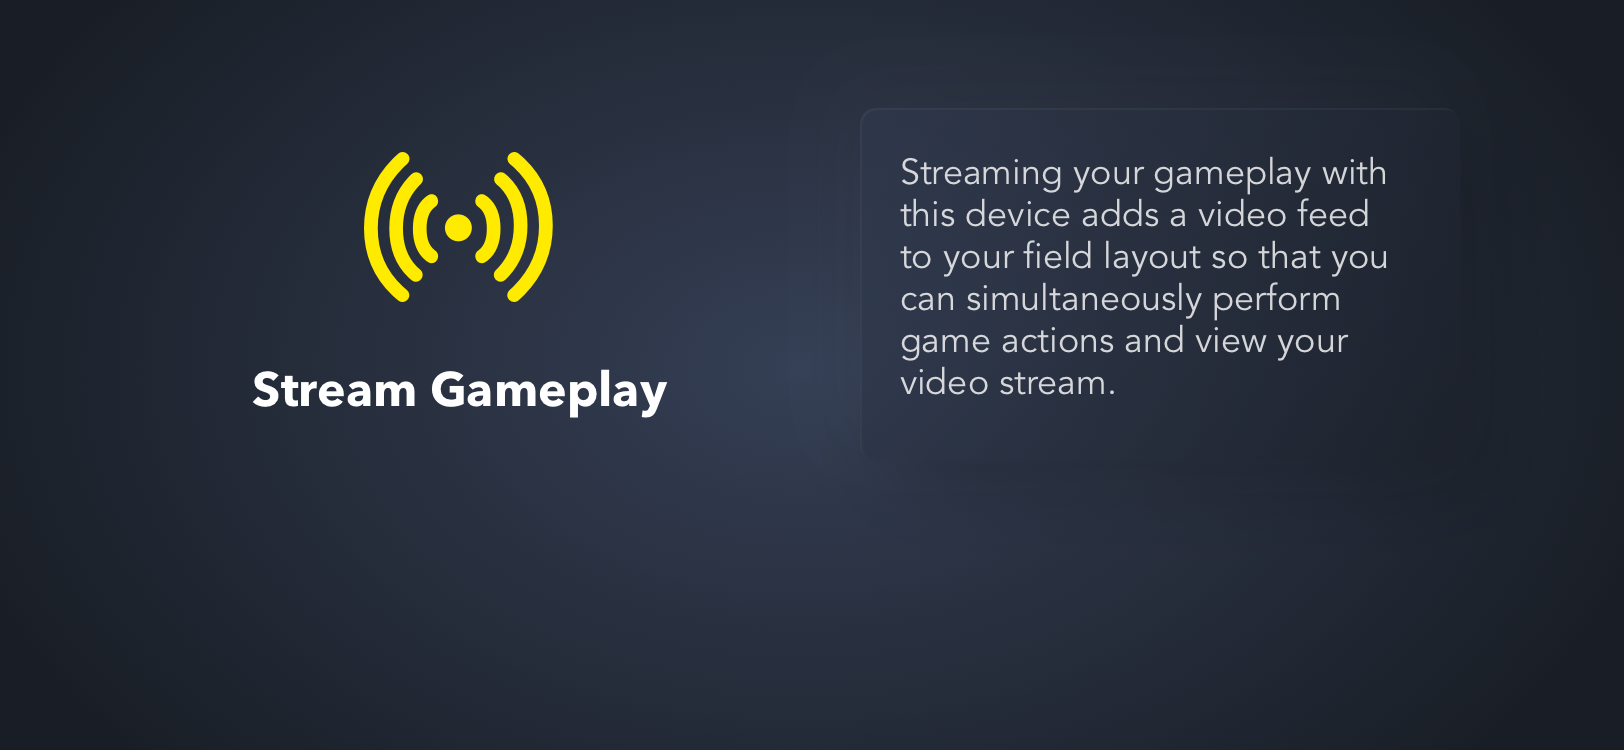 Stream Gameplay
Streaming your gameplay with
this device adds a video feed
to your field layout so that you
can simultaneously perform
game actions and view your
video stream.